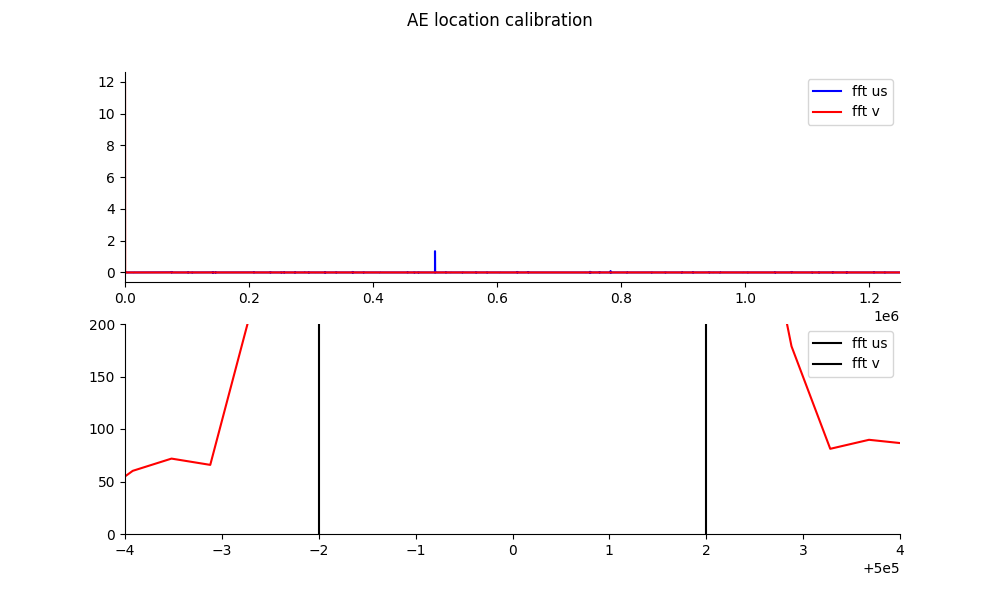 AE location calibration
12
10
8
6
4
2
0
fft us
fft v
0.0 0.2 0.4 0.6 0.8 1.0 1.2
1e6
200
150
100
50
0
fft us
fft v
−4 −3 −2 −1 0 1 2 3 4
+5e5